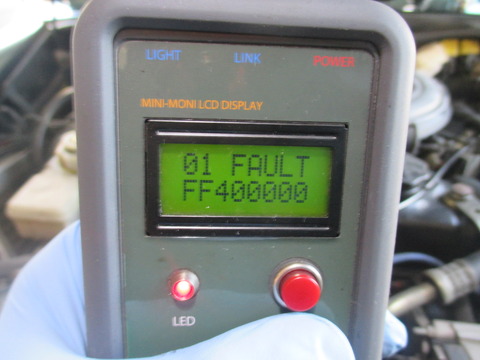 LIGHT LINK POWER
MINI-MONI LCD DISPLAY
01 FAULT
FF400000
LED